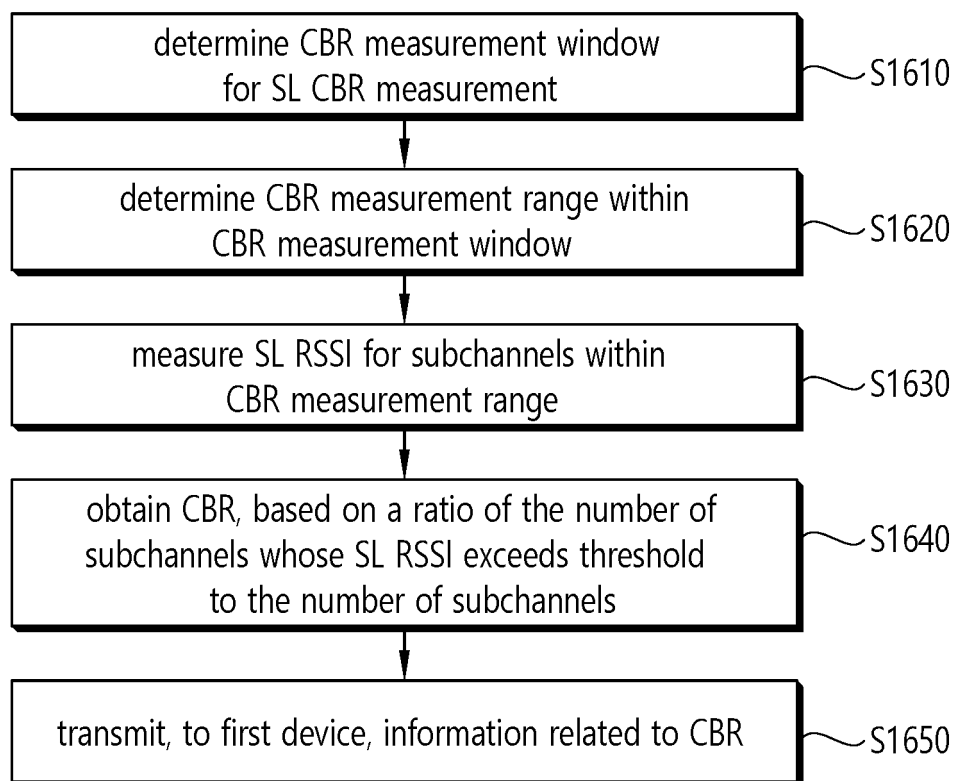 determine CBR measurement window
for SL CBR measurement
S1610
determine CBR measurement range within
CBR measurement window
S1620
measure SL RSSI for subchannels within
CBR measurement range
S1630
obtain CBR, based on a ratio of the number of
subchannels whose SL RSSI exceeds threshold
to the number of subchannels
S1640
transmit, to first device, information related to CBR
S1650